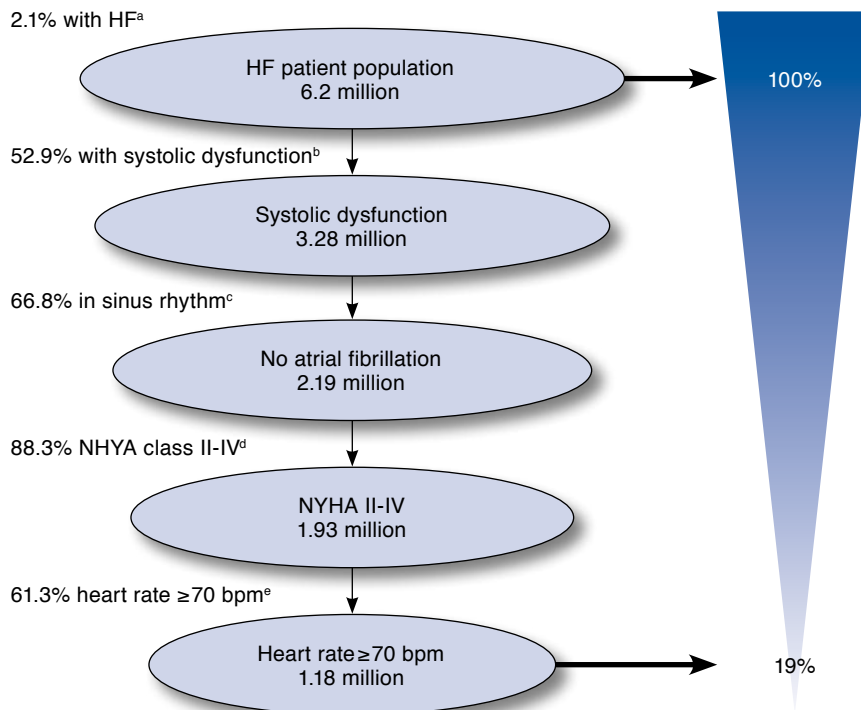 2.1% with HFᵃ
HF patient population
6.2 million
100%
52.9% with systolic dysfunctionᵇ
Systolic dysfunction
3.28 million
66.8% in sinus rhythmᶜ
No atrial fibrillation
2.19 million
88.3% NHYA class II-IVᵈ
NYHA II-IV
1.93 million
61.3% heart rate ≥70 bpmᵉ
Heart rate ≥70 bpm
1.18 million
19%